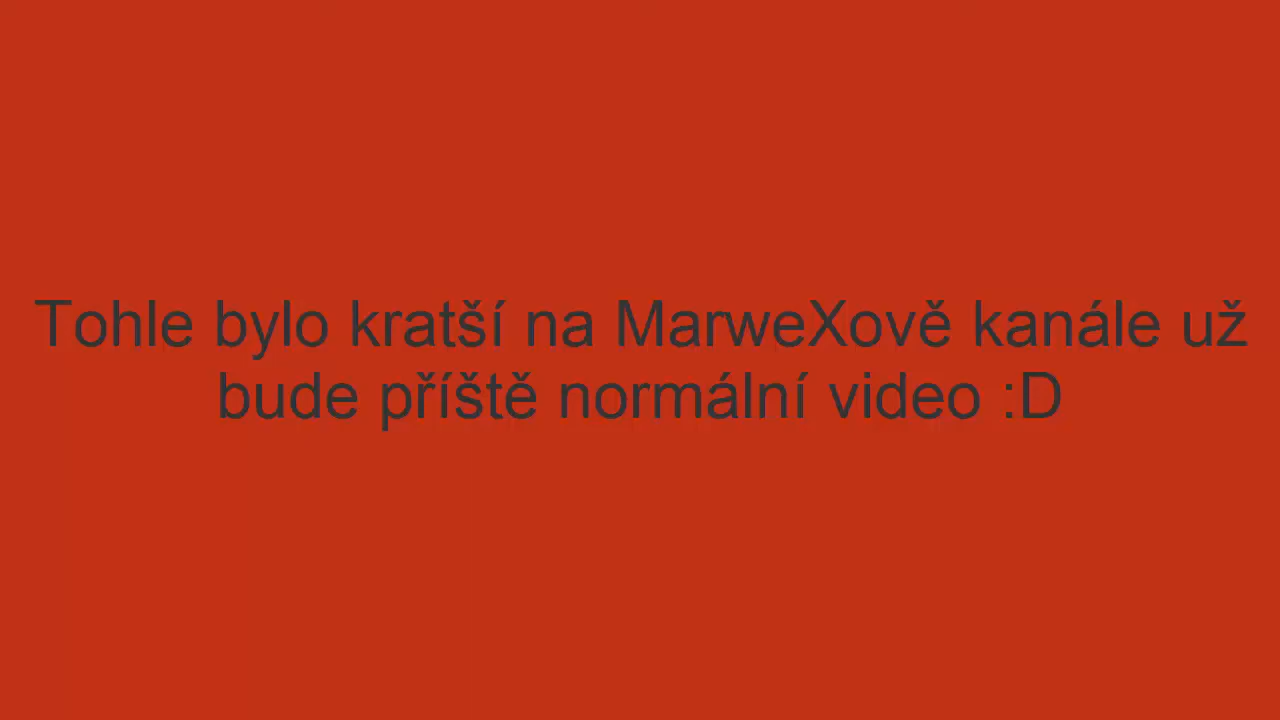 Tohle bylo kratší na MarweXově kanále už
bude příště normální video :D